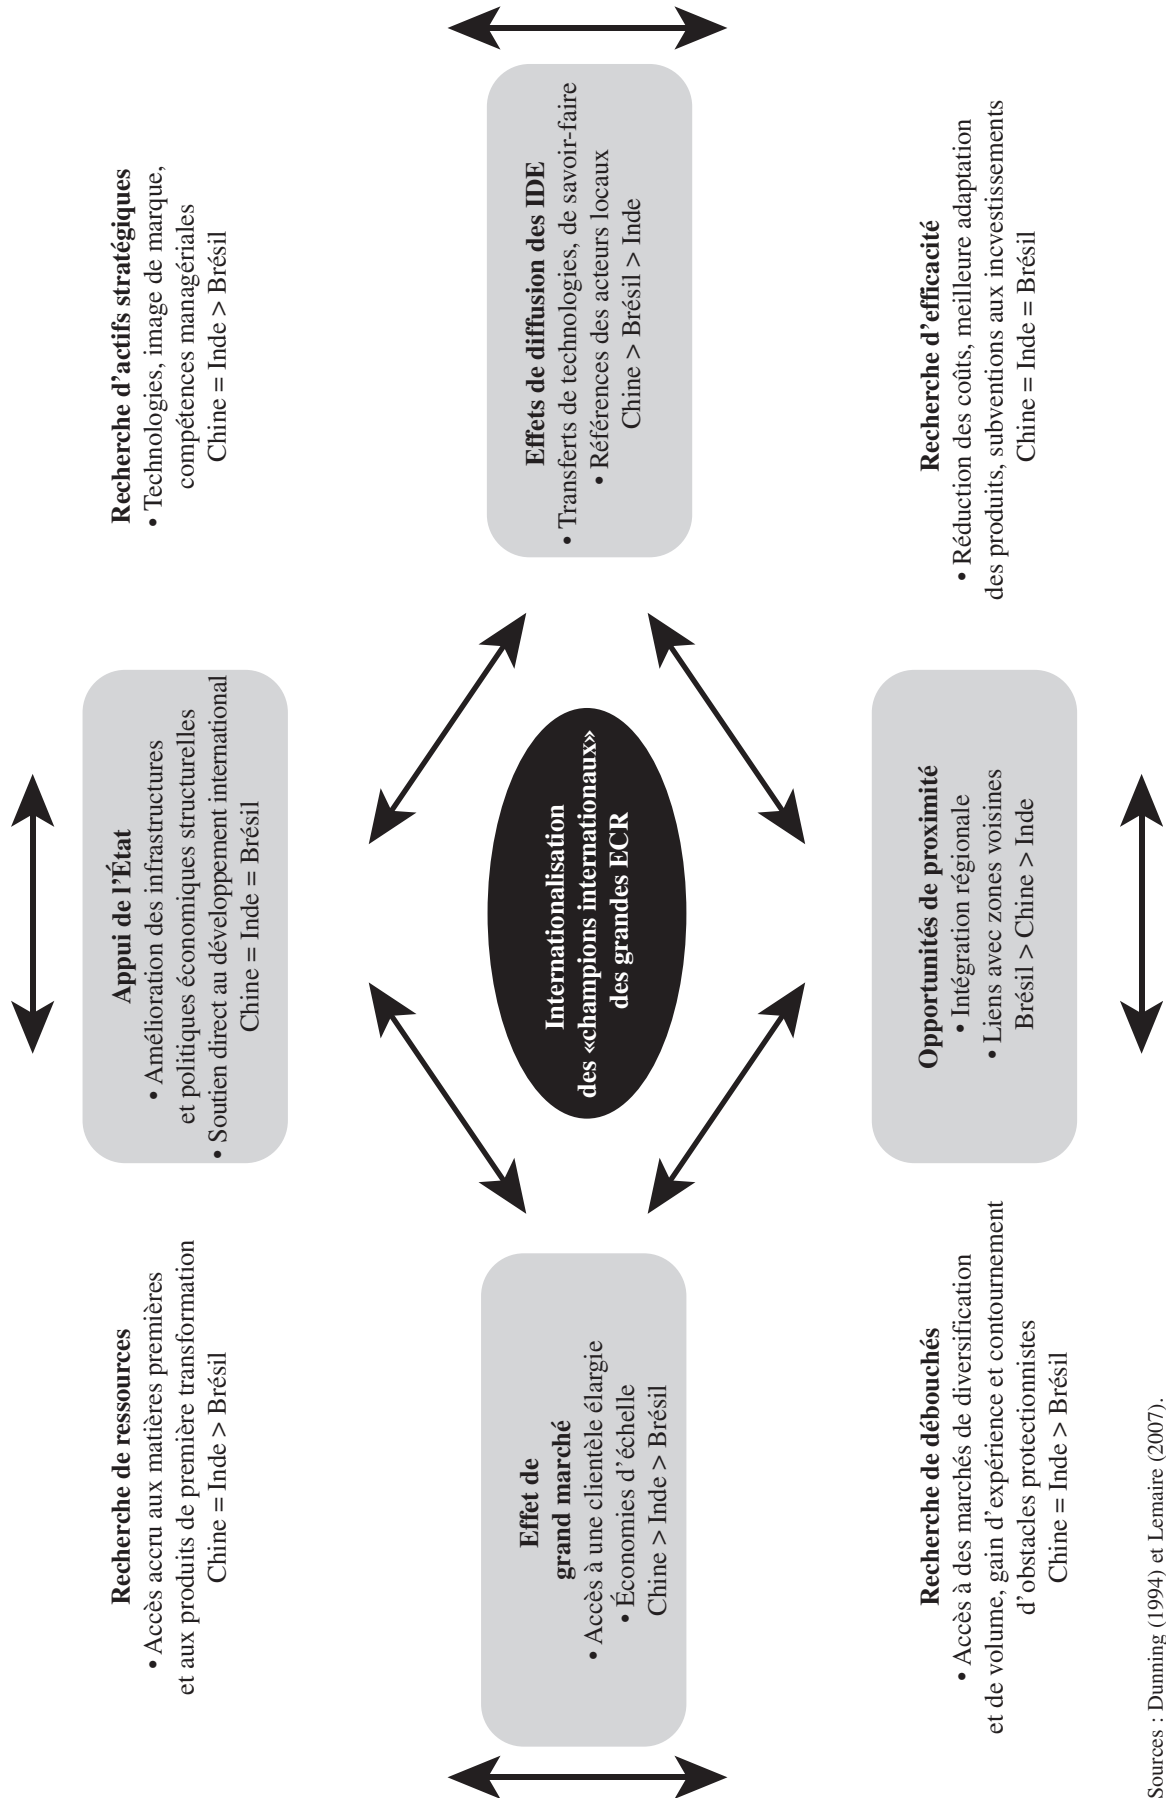 Recherche de ressources
• Accès accru aux matières premières
et aux produits de première transformation
Chine = Inde > Brésil
Appui de l'État
• Amélioration des infrastructures
et politiques économiques structurelles
• Soutien direct au développement international
Chine = Inde = Brésil
Recherche d'actifs stratégiques
• Technologies, image de marque,
compétences managériales
Chine = Inde > Brésil
Effet de
grand marché
• Accès à une clientèle élargie
• Économies d'échelle
Chine > Inde > Brésil
Internationalisation
des «champions internationaux»
des grandes ECR
Effets de diffusion des IDE
• Transferts de technologies, de savoir-faire
• Références des acteurs locaux
Chine > Brésil > Inde
Recherche de débouchés
• Accès à des marchés de diversification
et de volume, gain d'expérience et contournement
d'obstacles protectionnistes
Chine = Inde > Brésil
Opportunités de proximité
• Intégration régionale
• Liens avec zones voisines
Brésil > Chine > Inde
Recherche d'efficacité
• Réduction des coûts, meilleure adaptation
des produits, subventions aux incvestissements
Chine = Inde = Brésil
Sources : Dunning (1994) et Lemaire (2007).